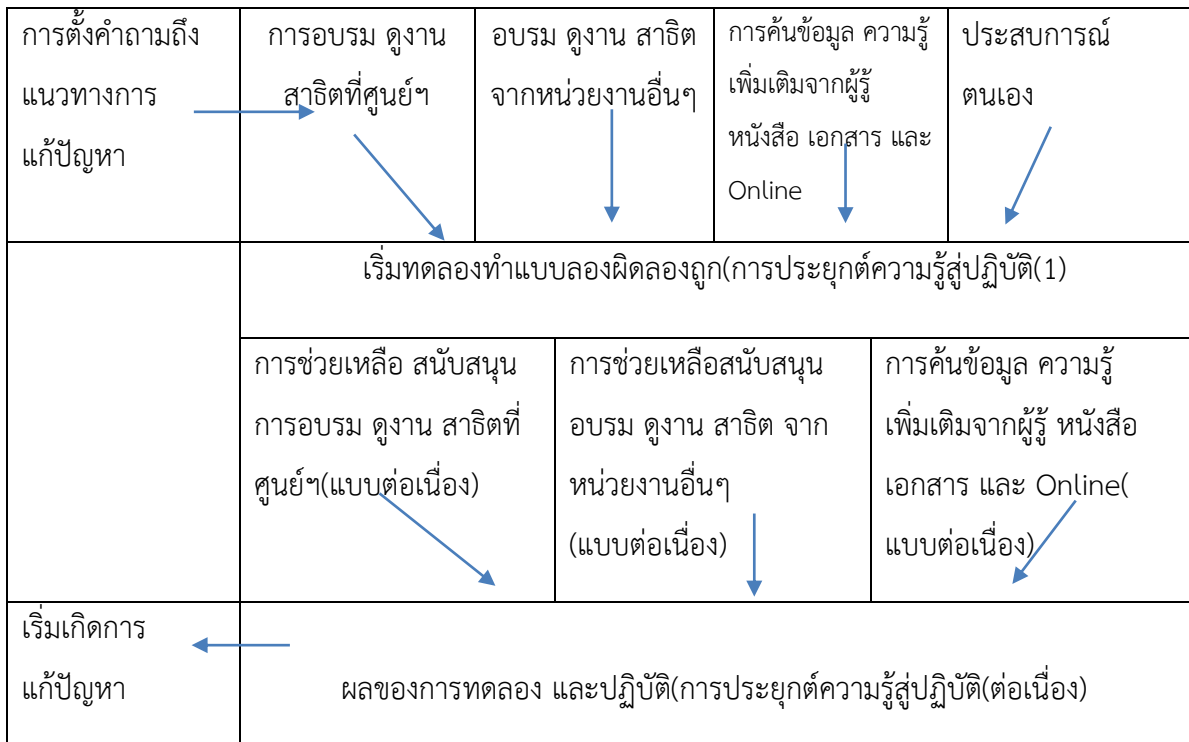 การตั้งคำถามถึง
แนวทางการ
แก้ปัญหา
การอบรม ดูงาน
สาธิตที่ศูนย์ฯ
อบรม ดูงาน สาธิต
จากหน่วยงานอื่นๆ
การค้นข้อมูล ความรู้
เพิ่มเติมจากผู้รู้
หนังสือ เอกสาร และ
Online
ประสบการณ์
ตนเอง
เริ่มทดลองทำแบบลองผิดลองถูก(การประยุกต์ความรู้สู่ปฏิบัติ(1)
การช่วยเหลือ สนับสนุน
การอบรม ดูงาน สาธิตที่
ศูนย์ฯ(แบบต่อเนื่อง)
การช่วยเหลือสนับสนุน
อบรม ดูงาน สาธิต จาก
หน่วยงานอื่นๆ
(แบบต่อเนื่อง)
การค้นข้อมูล ความรู้
เพิ่มเติมจากผู้รู้ หนังสือ
เอกสาร และ Online(
แบบต่อเนื่อง)
เริ่มเกิดการ
แก้ปัญหา
ผลของการทดลอง และปฏิบัติ(การประยุกต์ความรู้สู่ปฏิบัติ(ต่อเนื่อง)